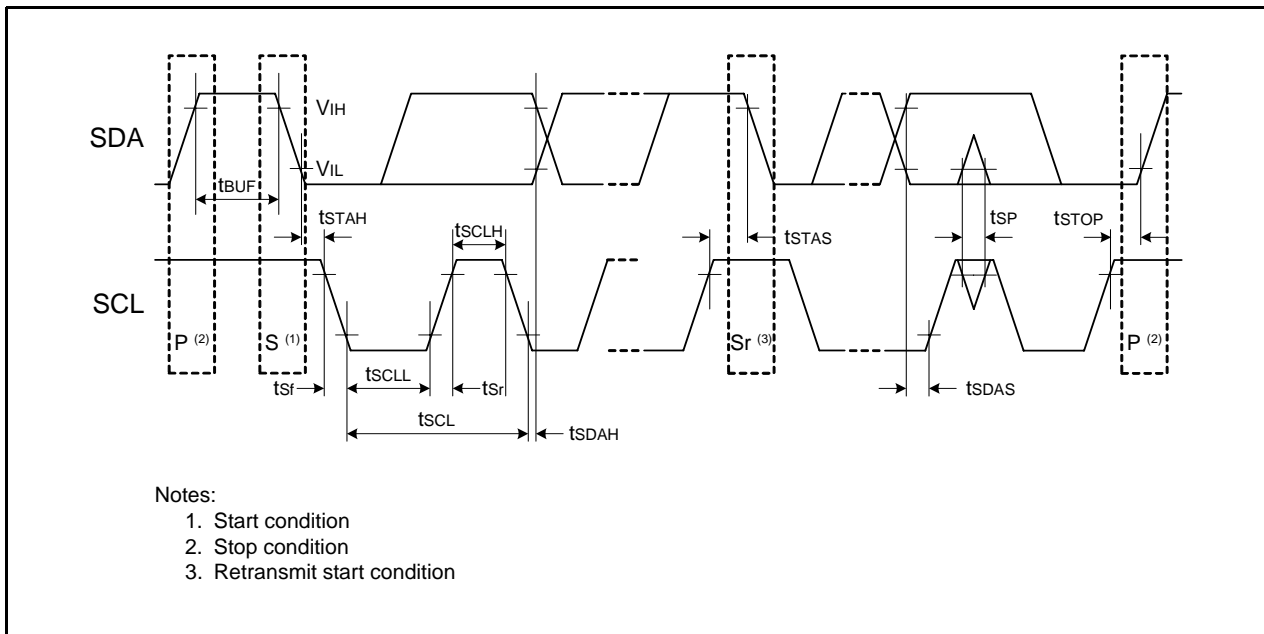 SDA
VIH
VIL
tBUF
tSTAH
tSCLH
tSTAS
tSP
tSTOP
SCL
P (2)
S (1)
Sr (3)
P (2)
tSf
tSCLL
tSr
tSDAS
tSCL
tSDAH
Notes:
1. Start condition
2. Stop condition
3. Retransmit start condition